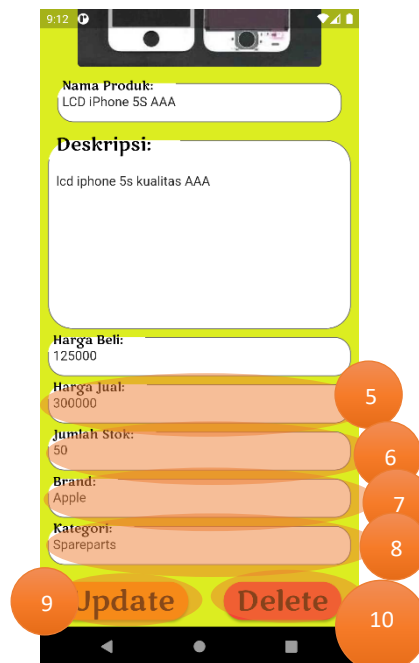 9:12
Nama Produk:
LCD iPhone 5S AAA
Deskripsi:
lcd iphone 5s kualitas AAA
Harga Beli:
125000
Harga Jual:
300000
5
Jumlah Stok:
50
6
Brand:
Apple
7
Kategori:
Spareparts
8
9
Update
Delete
10